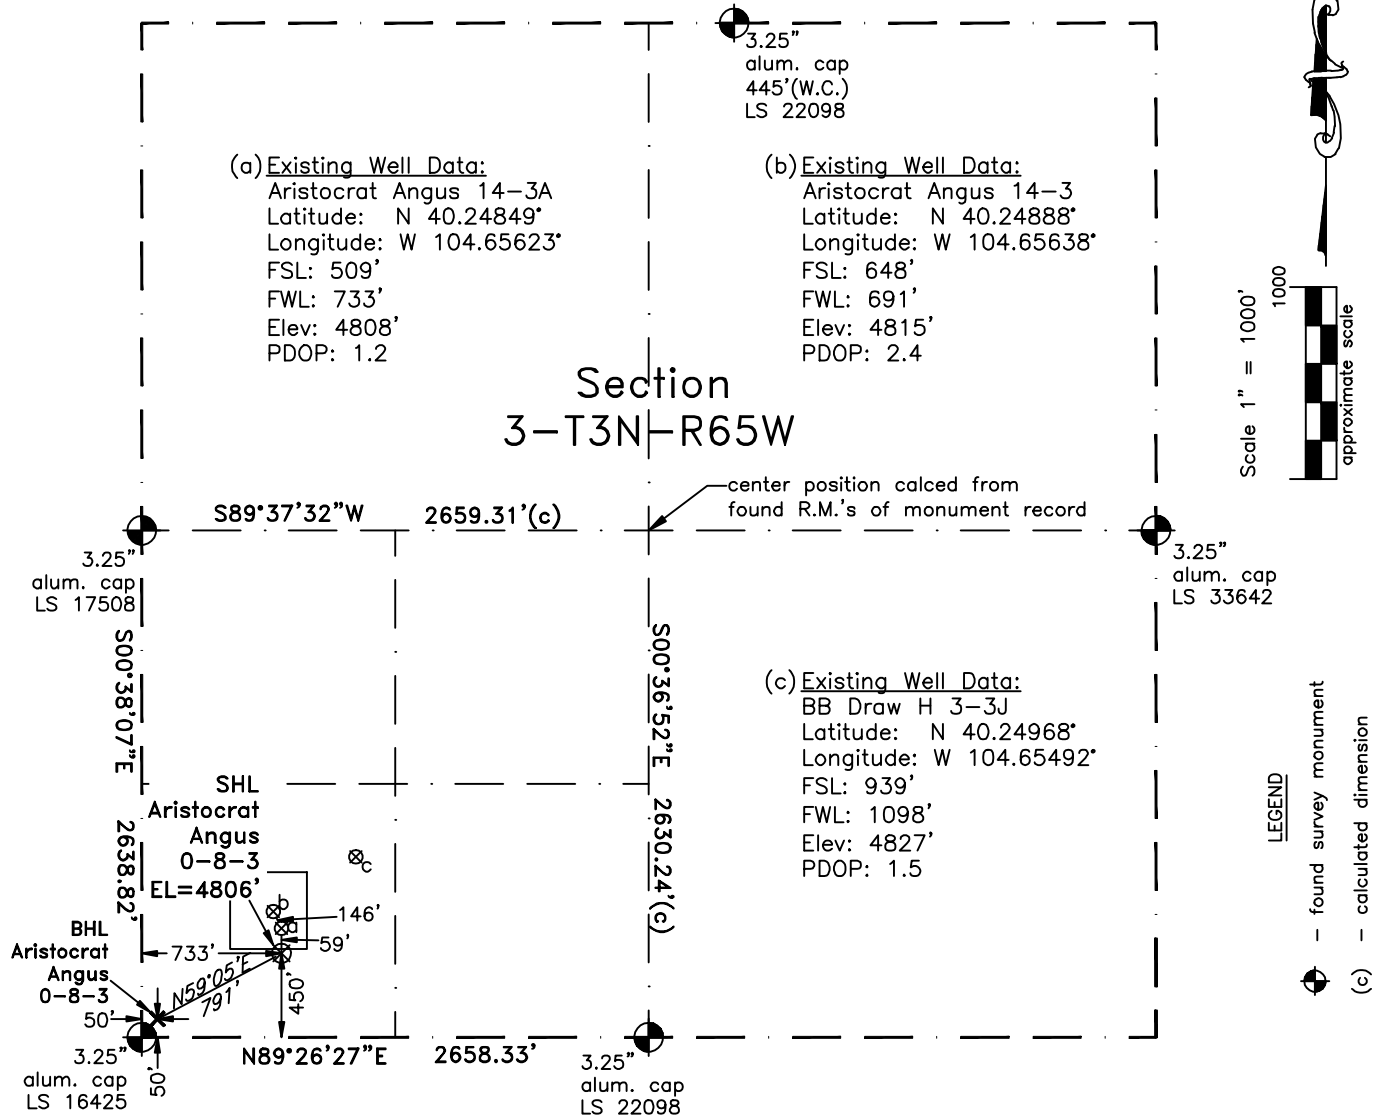 3.25"
alum. cap
445'(W.C.)
LS 22098
(a) Existing Well Data:
Aristocrat Angus 14-3A
Latitude: N 40.24849°
Longitude: W 104.65623°
FSL: 509'
FWL: 733'
Elev: 4808'
PDOP: 1.2
(b) Existing Well Data:
Aristocrat Angus 14-3
Latitude: N 40.24888°
Longitude: W 104.65638°
FSL: 648'
FWL: 691'
Elev: 4815'
PDOP: 2.4
Section
3-T3N-R65W
Scale 1" = 1000'
1000
approximate scale
center position calced from
found R.M.'s of monument record
S89°37'32"W 2659.31'(c)
3.25"
alum. cap
LS 17508
3.25"
alum. cap
LS 33642
S00°38'07"E 2638.82'
S00°36'52"E 2630.24'(c)
(c) Existing Well Data:
BB Draw H 3-3J
Latitude: N 40.24968°
Longitude: W 104.65492°
FSL: 939'
FWL: 1098'
Elev: 4827'
PDOP: 1.5
SHL
Aristocrat
Angus
0-8-3
EL=4806'
c
b
a
146'
59'
733'
450'
N59°05'E
791'
BHL
Aristocrat
Angus
0-8-3
50'
50'
3.25"
alum. cap
LS 16425
N89°26'27"E 2658.33'
3.25"
alum. cap
LS 22098
LEGEND
- found survey monument
(c) - calculated dimension